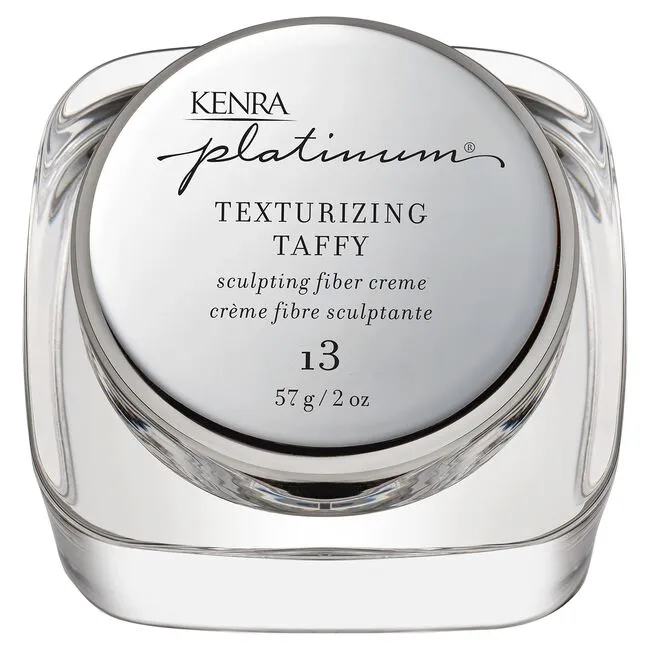 KENRA
platinum®
TEXTURIZING
TAFFY
sculpting fiber creme
crème fibre sculptante
13
57 g / 2 oz